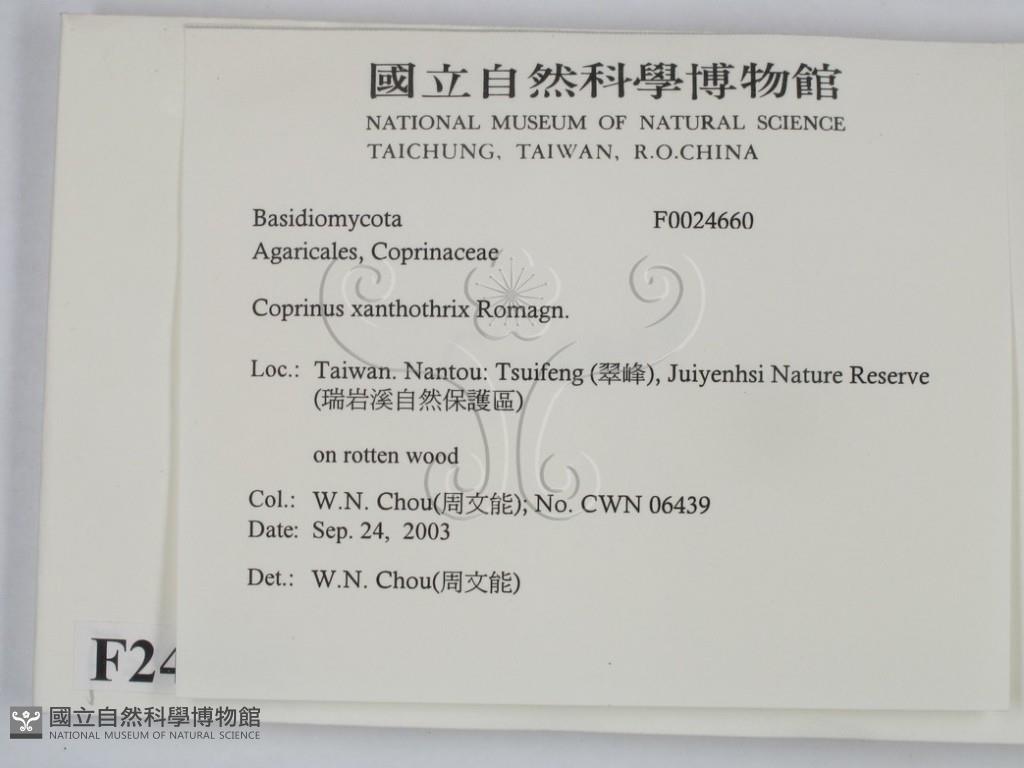 國立自然科學博物館
NATIONAL MUSEUM OF NATURAL SCIENCE
TAICHUNG, TAIWAN, R.O.CHINA
Basidiomycota F0024660
Agaricales, Coprinaceae
Coprinus xanthothrix Romagn.
Loc.: Taiwan. Nantou: Tsuifeng (翠峰), Juiyenhsi Nature Reserve
(瑞岩溪自然保護區)
on rotten wood
Col.: W.N. Chou(周文能); No. CWN 06439
Date: Sep. 24, 2003
Det.: W.N. Chou(周文能)
F24
國立自然科學博物館
NATIONAL MUSEUM OF NATURAL SCIENCE